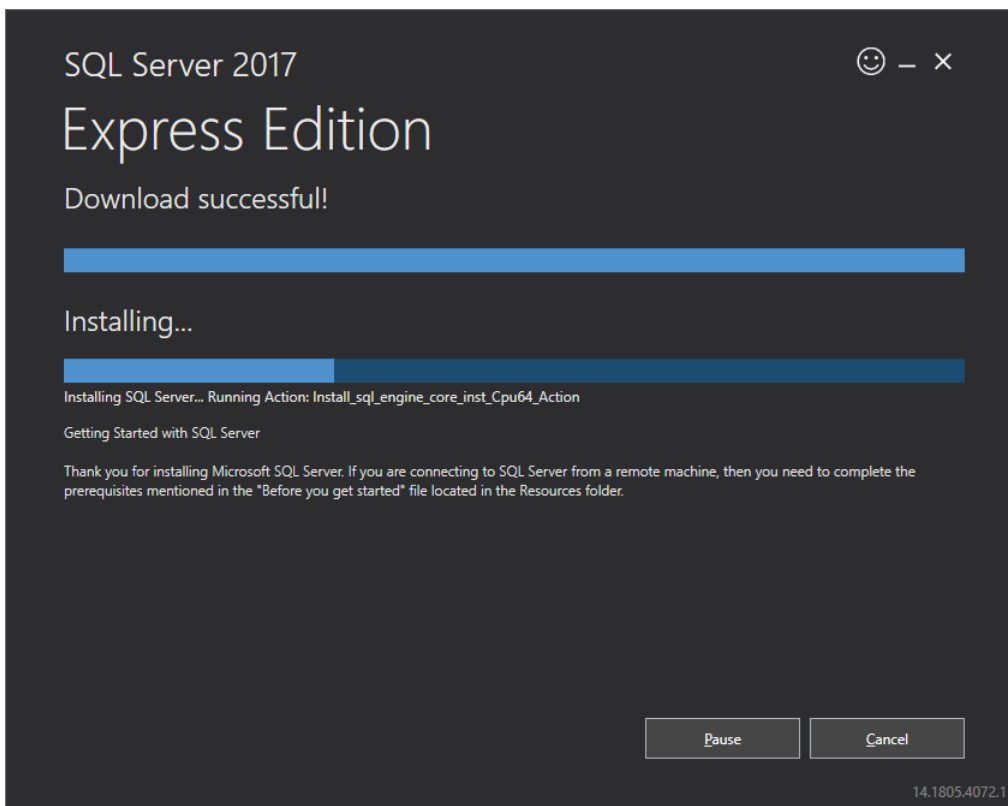 SQL Server 2017
Express Edition
Download successful!
Installing...
Installing SQL Server... Running Action: Install_sql_engine_core_inst_Cpu64_Action
Getting Started with SQL Server
Thank you for installing Microsoft SQL Server. If you are connecting to SQL Server from a remote machine, then you need to complete the
prerequisites mentioned in the "Before you get started" file located in the Resources folder.
Pause
Cancel
14.1805.4072.1